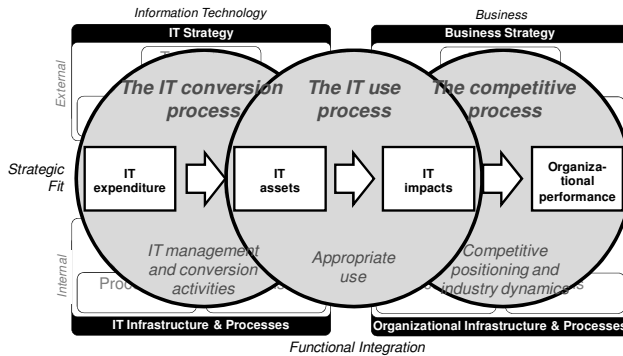 Information Technology
Business
IT Strategy
Business Strategy
External
The IT conversion
process
The IT use
process
The competitive
process
Strategic
Fit
IT
expenditure
IT
assets
IT
impacts
Organiza-
tional
performance
Internal
IT management
and conversion
activities
Appropriate
use
Competitive
positioning and
industry dynamics
IT Infrastructure & Processes
Organizational Infrastructure & Processes
Functional Integration